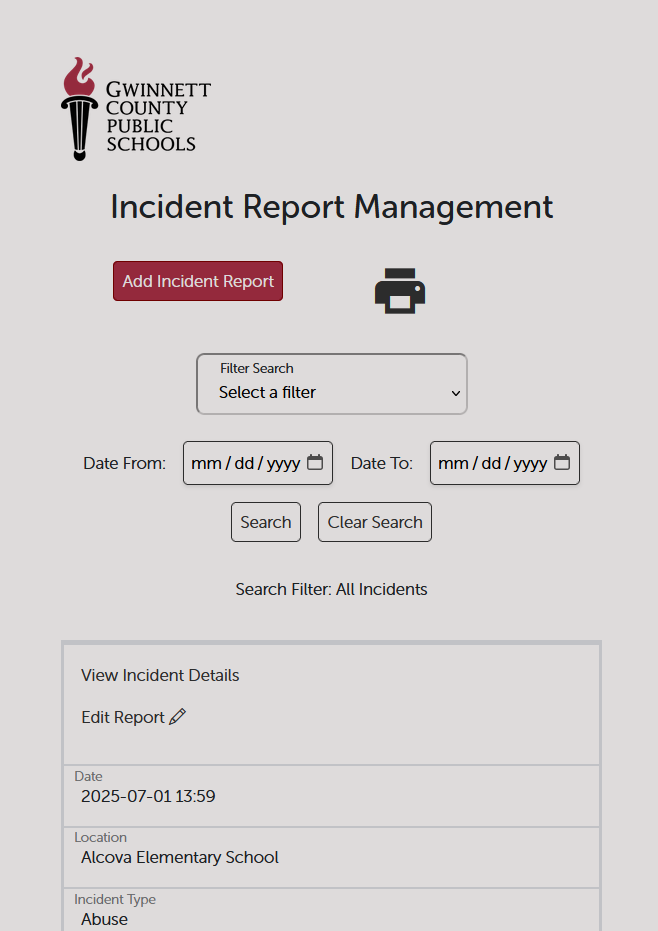 GWINNETT
COUNTY
PUBLIC
SCHOOLS
Incident Report Management
Add Incident Report
Filter Search
Select a filter
Date From: mm/dd/yyyy Date To: mm/dd/yyyy
Search Clear Search
Search Filter: All Incidents
View Incident Details
Edit Report
Date
2025-07-01 13:59
Location
Alcova Elementary School
Incident Type
Abuse